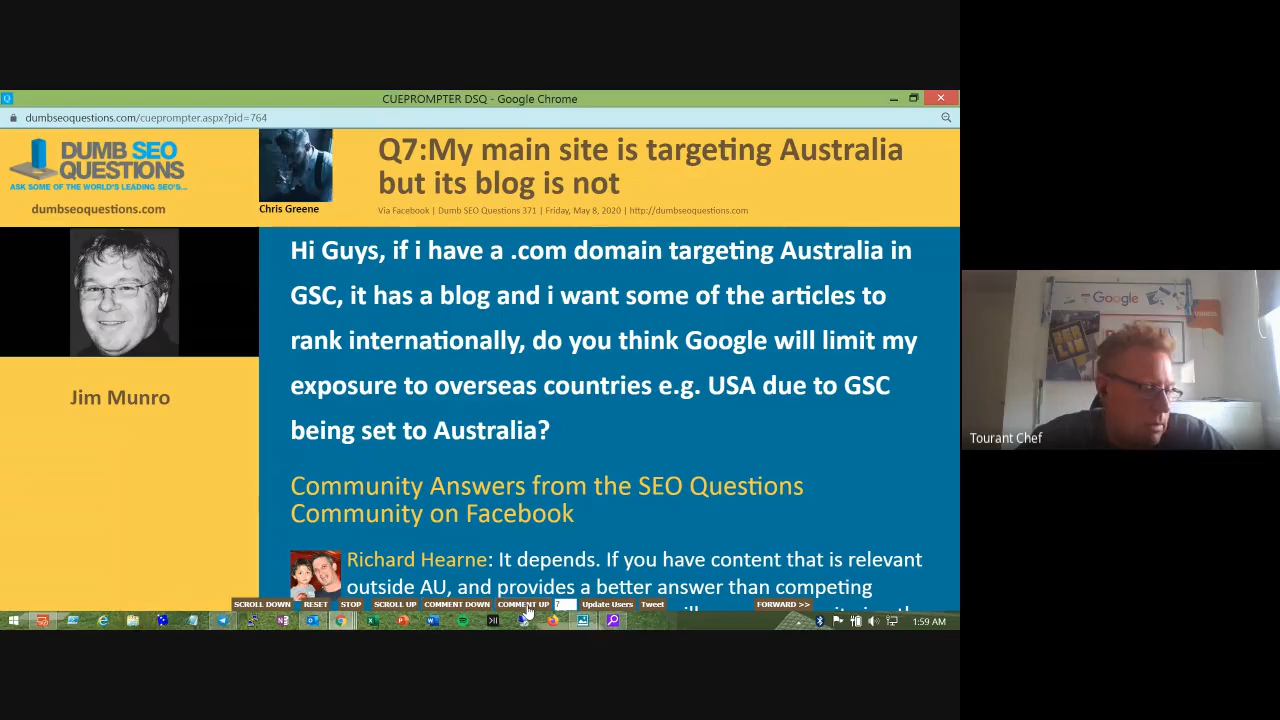 CUEPROMPTER DSQ - Google Chrome
dumbseoquestions.com/cueprompter.aspx?pid=764
DUMB SEO
QUESTIONS
ASK SOME OF THE WORLD'S LEADING SEO'S...
dumbseoquestions.com
Chris Greene
Q7:My main site is targeting Australia
but its blog is not
Via Facebook | Dumb SEO Questions 371 | Friday, May 8, 2020 | http://dumbseoquestions.com
Jim Munro
Hi Guys, if i have a .com domain targeting Australia in
GSC, it has a blog and i want some of the articles to
rank internationally, do you think Google will limit my
exposure to overseas countries e.g. USA due to GSC
being set to Australia?
Community Answers from the SEO Questions
Community on Facebook
Richard Hearne: It depends. If you have content that is relevant
outside AU, and provides a better answer than competing
SCROLL DOWN RESET STOP SCROLL UP COMMENT DOWN COMMENT UP 7 Update Users Tweet FORWARD >>
1:59 AM
Google
Tourant Chef